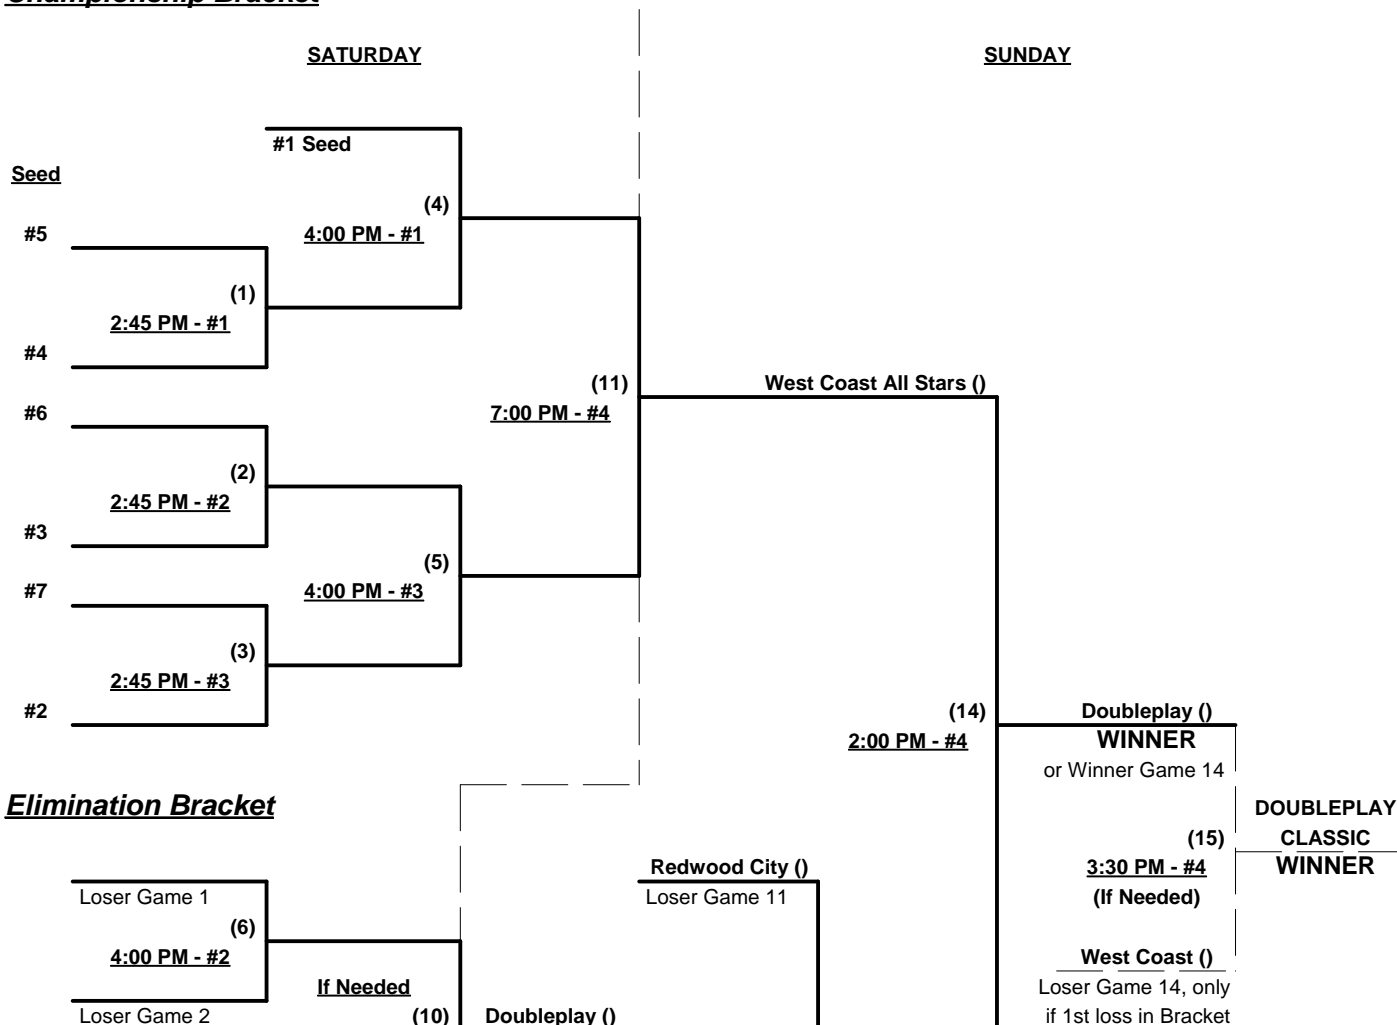 Championship Bracket
SATURDAY
SUNDAY
#1 Seed
Seed
(4)
#5
4:00 PM - #1
(1)
2:45 PM - #1
#4
(11)
West Coast All Stars ()
#6
7:00 PM - #4
(2)
2:45 PM - #2
#3
(5)
#7
4:00 PM - #3
(3)
2:45 PM - #3
#2
(14)
Doubleplay ()
2:00 PM - #4
WINNER
or Winner Game 14
Elimination Bracket
DOUBLEPLAY
(15)
CLASSIC
Redwood City ()
3:30 PM - #4
WINNER
Loser Game 1
Loser Game 11
(If Needed)
(6)
4:00 PM - #2
West Coast ()
If Needed
Loser Game 14, only
Loser Game 2
(10)
Doubleplay ()
if 1st loss in Bracket